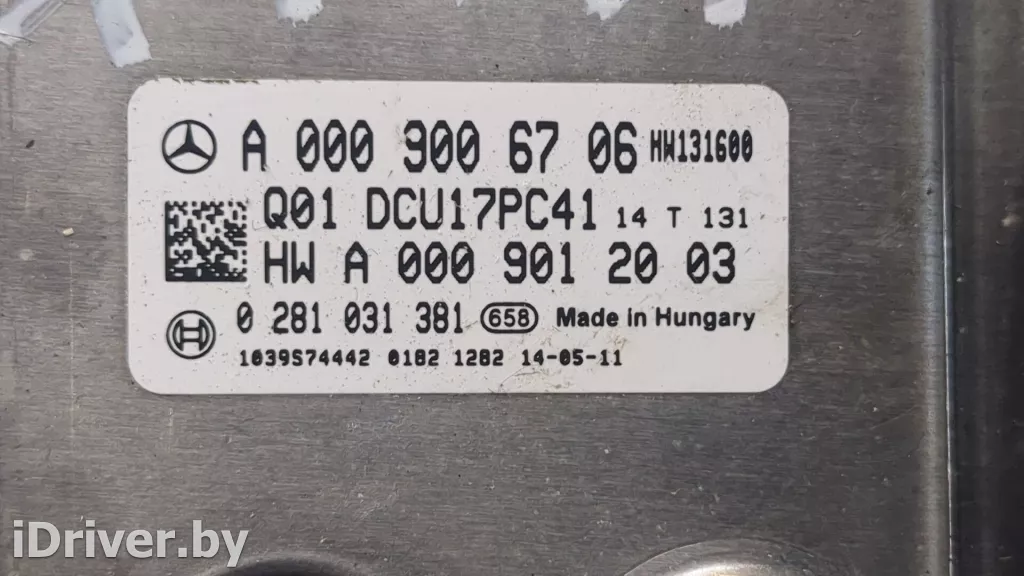 A 000 900 67 06 HW131600
Q01 DCU17PC41 14 T 131
HW A 000 901 20 03
0 281 031 381 658 Made in Hungary
1039S74442 0182 1282 14-05-11
iDriver.by